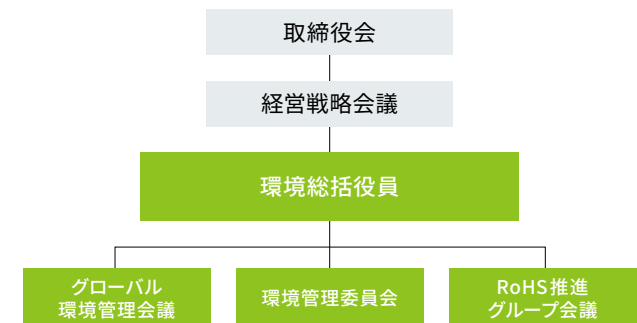 取締役会
経営戦略会議
環境総括役員
グローバル
環境管理会議
環境管理委員会
RoHS推進
グループ会議